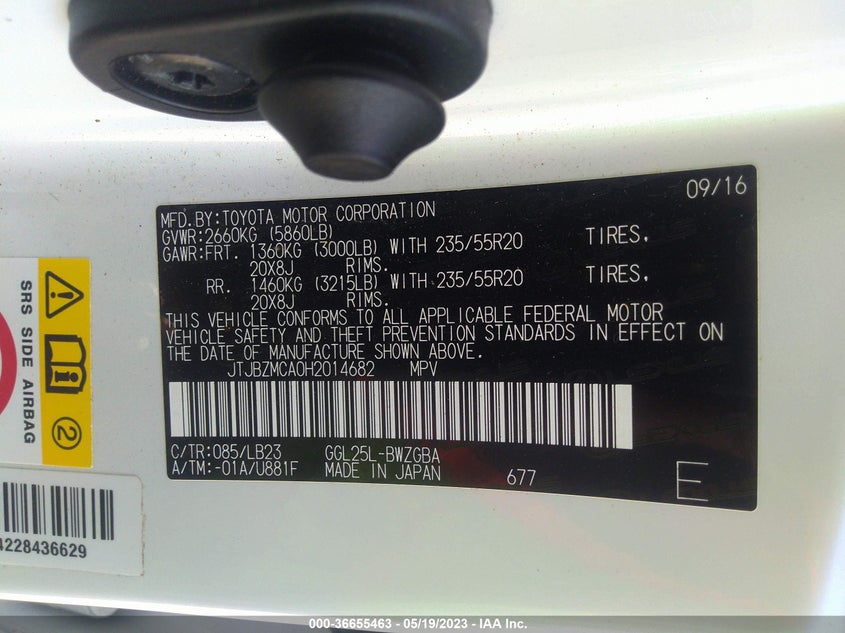 09/16
MFD.BY:TOYOTA MOTOR CORPORATION
GVWR:2660KG (5860LB)
GAWR:FRT. 1360KG (3000LB) WITH 235/55R20 TIRES.
20X8J RIMS.
RR. 1460KG (3215LB) WITH 235/55R20 TIRES.
20X8J RIMS.
THIS VEHICLE CONFORMS TO ALL APPLICABLE FEDERAL MOTOR
VEHICLE SAFETY AND THEFT PREVENTION STANDARDS IN EFFECT ON
THE DATE OF MANUFACTURE SHOWN ABOVE.
JTJBZMCA0H2014682 MPV
C/TR:085/LB23 GGL25L-BWZGBA
A/TM:-01A/U881F MADE IN JAPAN 677 E
SRS SIDE AIRBAG
2
4228436629
000-36655463 - 05/19/2023 - IAA Inc.